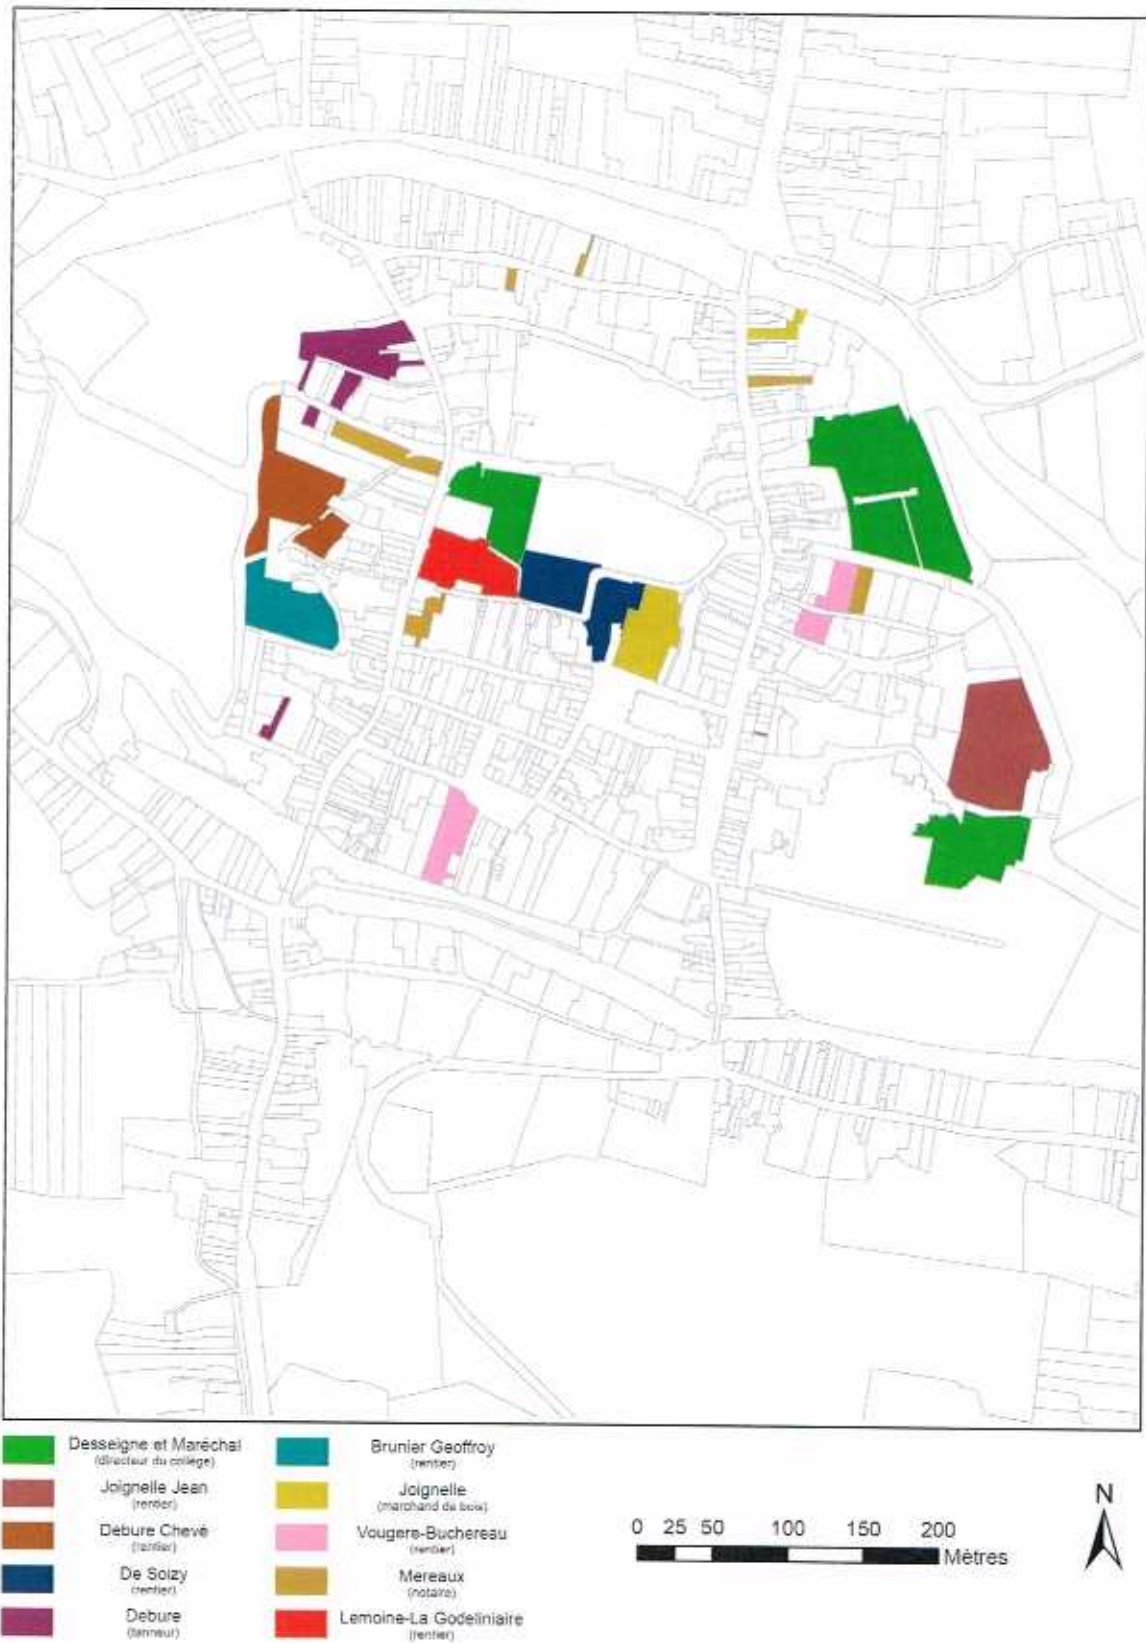 Desseigne et Maréchal
(directeur du collège)
Joignelle Jean
(rentier)
Debure Chevé
(rentier)
De Soizy
(rentier)
Debure
(tanneur)
Brunier Geoffroy
(rentier)
Joignelle
(marchand de bois)
Vougere-Buchereau
(rentier)
Mereaux
(notaire)
Lemoine-La Godeliniaire
(rentier)
0 25 50 100 150 200
Mètres
N